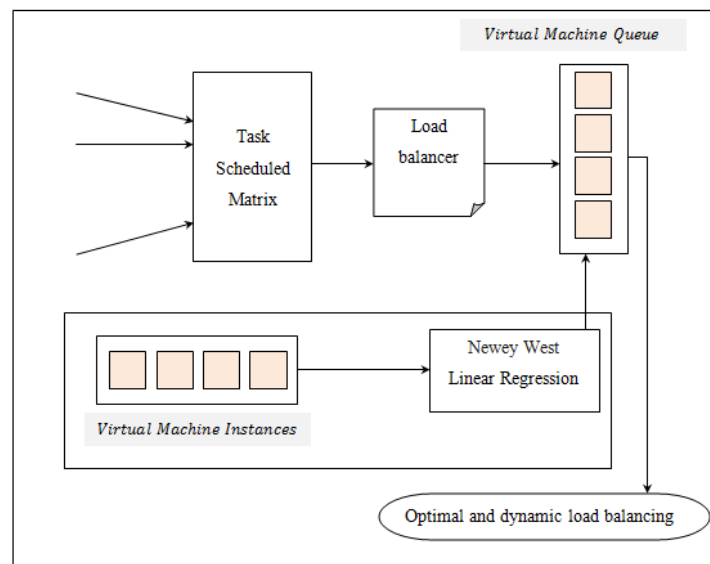 Virtual Machine Queue
Task
Scheduled
Matrix
Load
balancer
Newey West
Linear Regression
Virtual Machine Instances
Optimal and dynamic load balancing